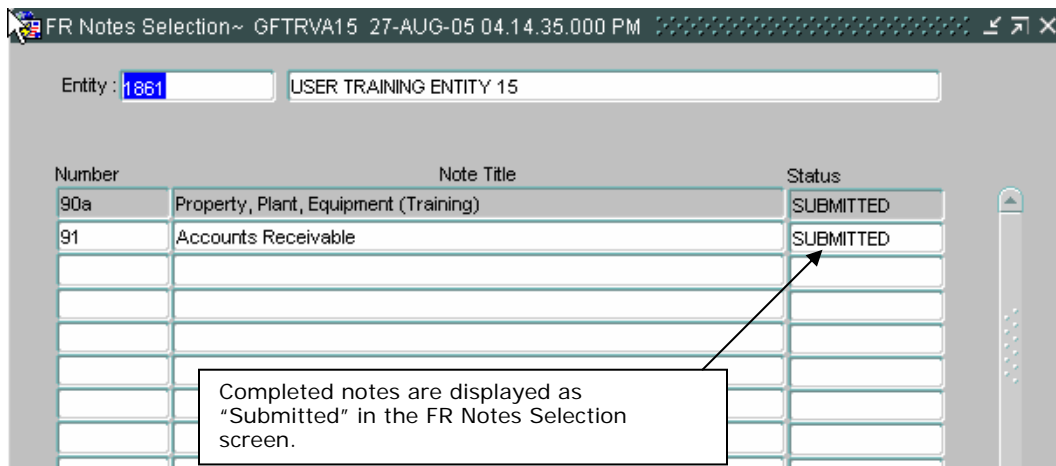 FR Notes Selection~ GFTRVA15 27-AUG-05 04.14.35.000 PM
Entity : 1861 USER TRAINING ENTITY 15
Number Note Title Status
90a Property, Plant, Equipment (Training) SUBMITTED
91 Accounts Receivable SUBMITTED
Completed notes are displayed as
“Submitted” in the FR Notes Selection
screen.